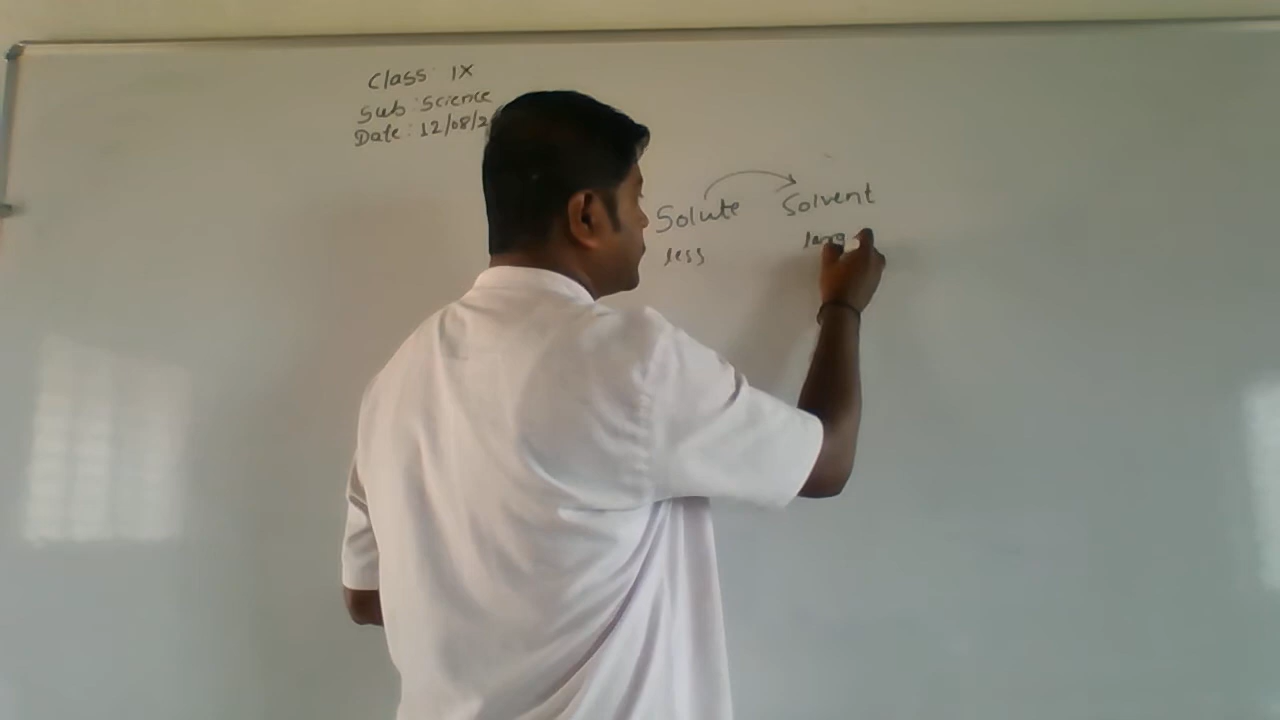 Class: IX
Sub: Science
Date: 12/08/2
Solute Solvent
less larg